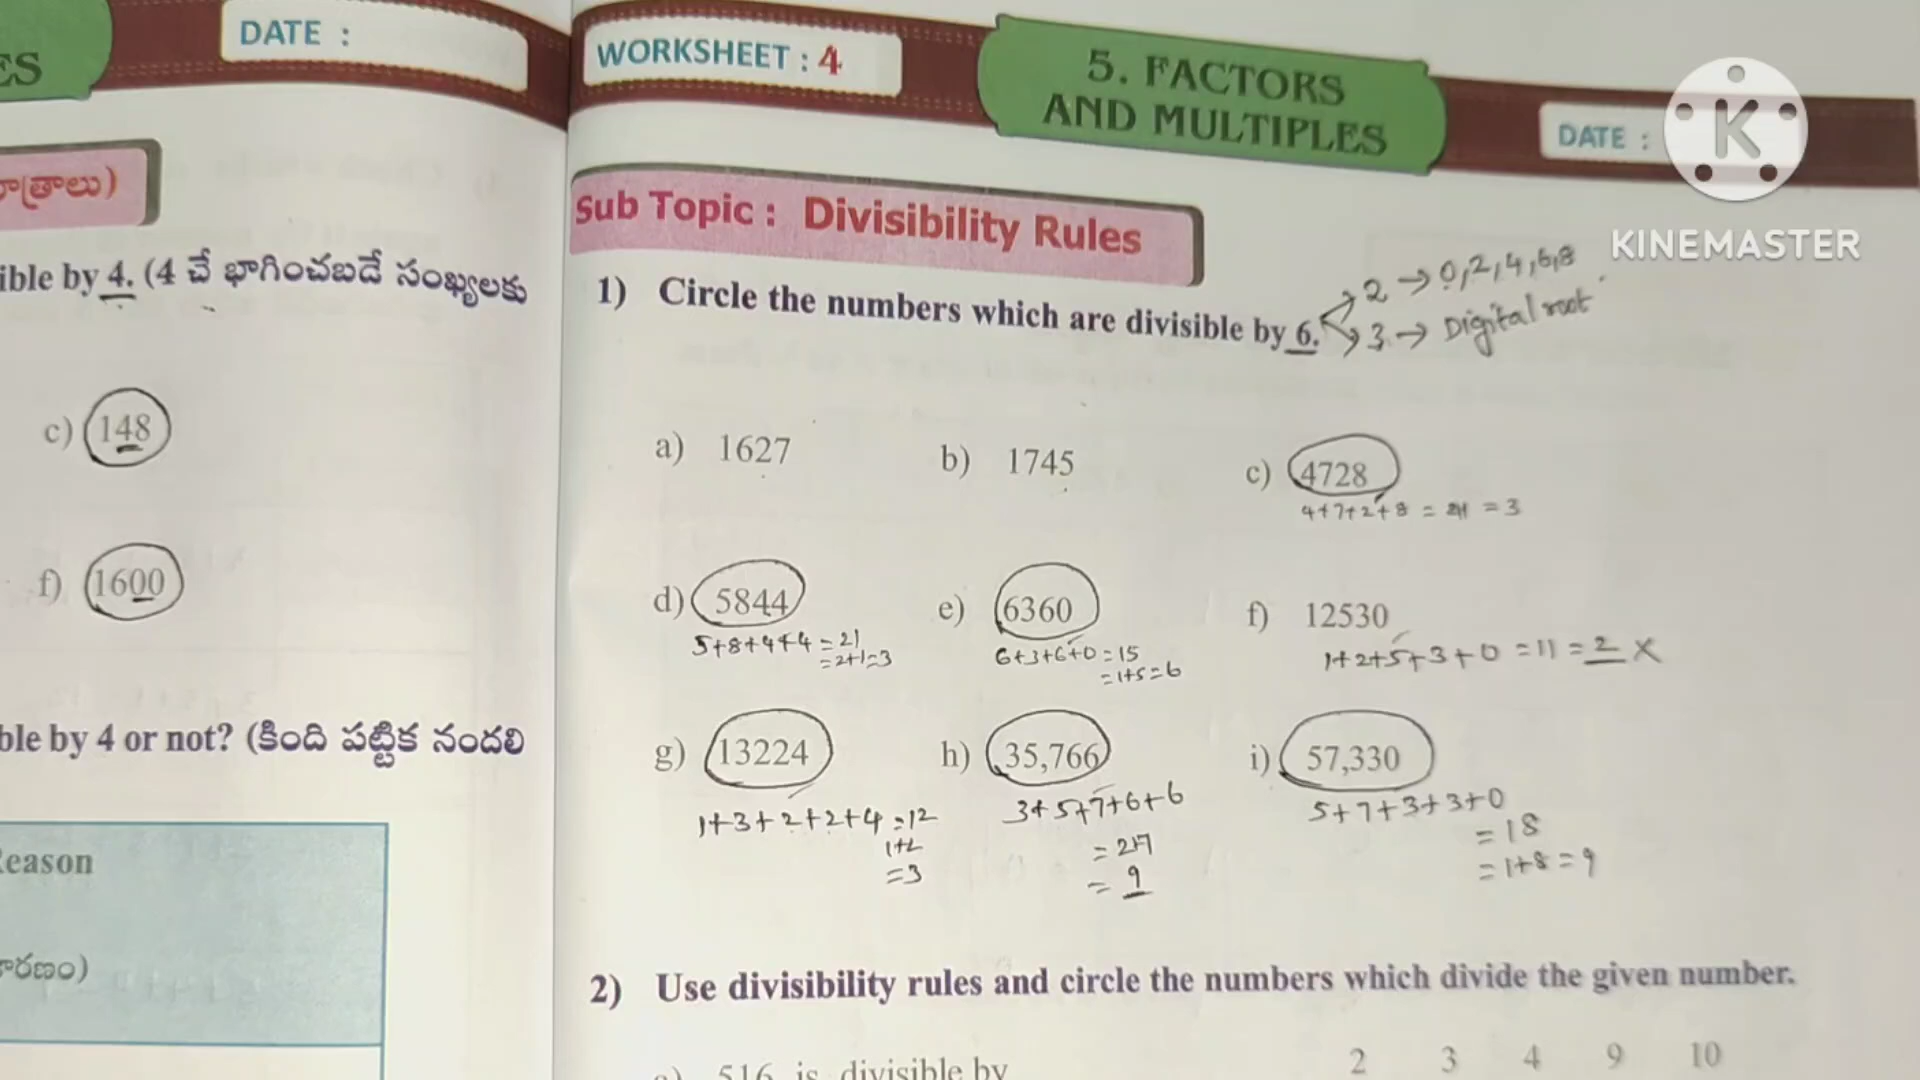 ES
DATE :
ాత్రాలు)
ible by 4. (4 చే భాగించబడే సంఖ్యలకు
c) 148
f) 1600
ble by 4 or not? (కింది పట్టిక నందలి
eason
ారణం)
WORKSHEET : 4
5. FACTORS
AND MULTIPLES
DATE :
K
KINEMASTER
Sub Topic : Divisibility Rules
1) Circle the numbers which are divisible by 6.
2 → 0,2,4,6,8
3 → Digital root
a) 1627 b) 1745 c) 4728
4+7+2+8 = 21 = 3
d) 5844 e) 6360 f) 12530
5+8+4+4 = 21 6+3+6+0 = 15 1+2+5+3+0 = 11 = 2 X
= 2+1=3 = 1+5 = 6
g) 13224 h) 35,766 i) 57,330
1+3+2+2+4 = 12 3+5+7+6+6 5+7+3+3+0
1+2 = 27 = 18
= 3 = 9 = 1+8 = 9
2) Use divisibility rules and circle the numbers which divide the given number.
a) 516 is divisible by 2 3 4 9 10